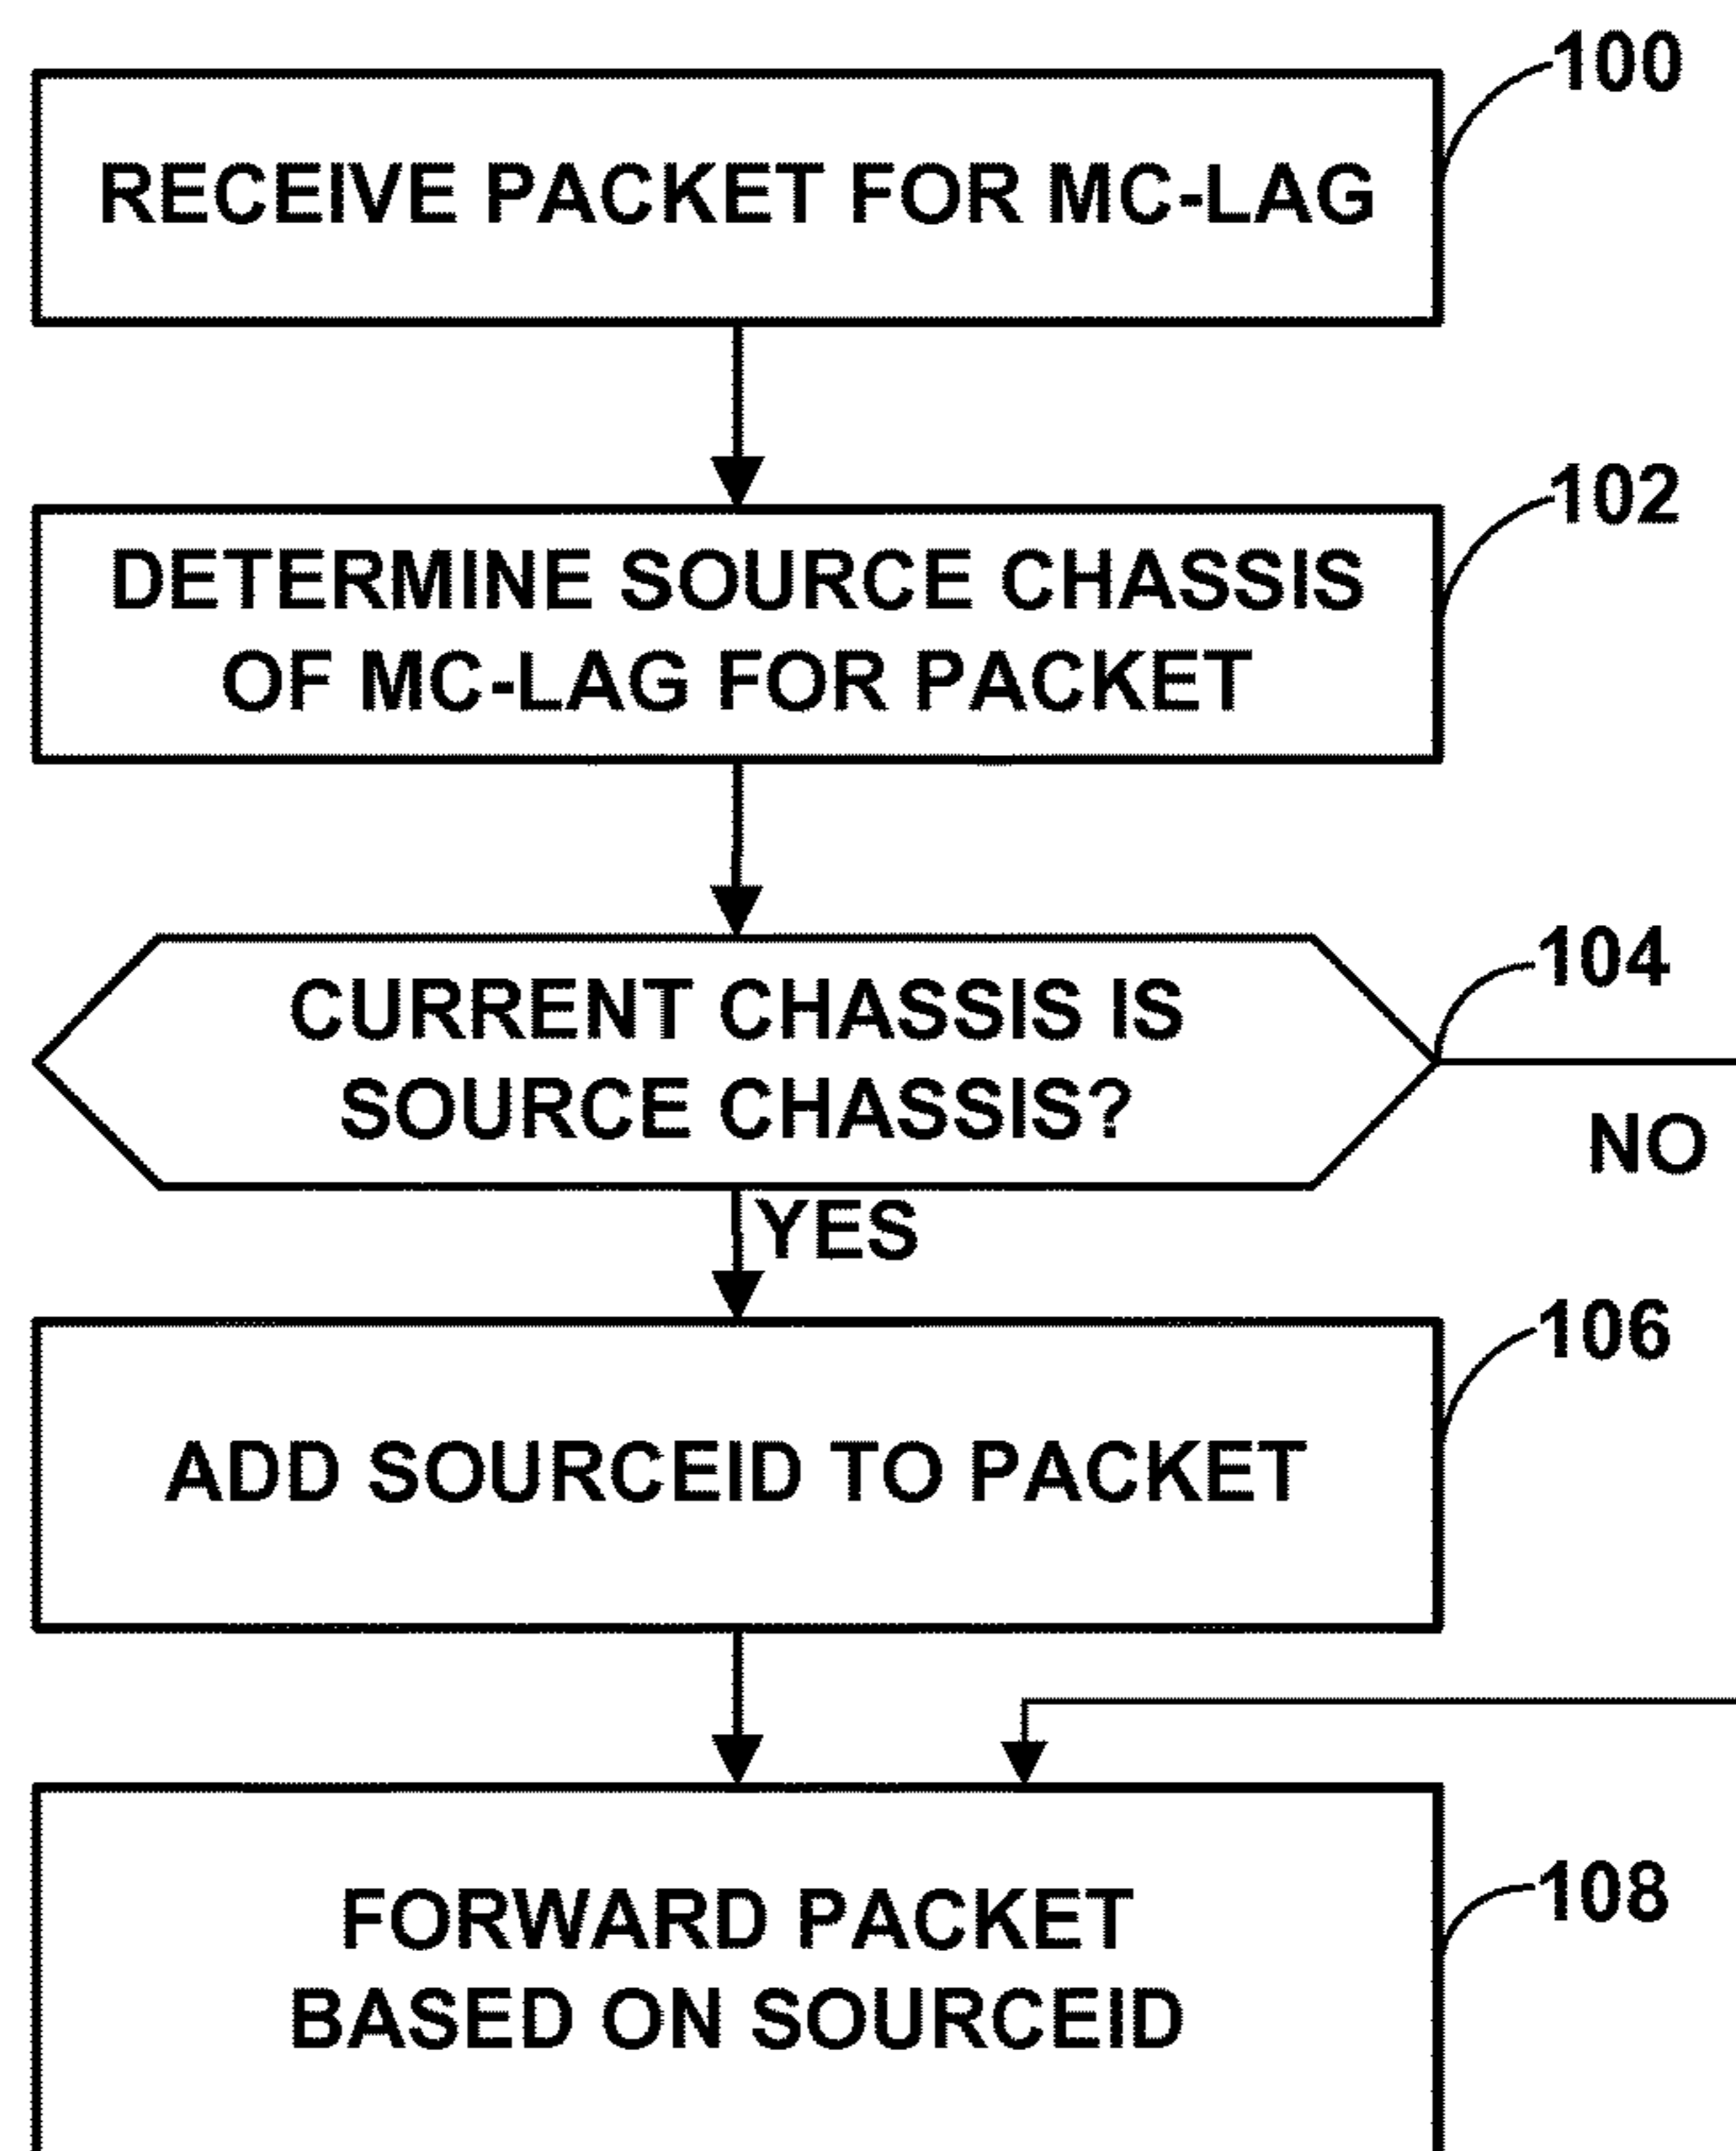 100
RECEIVE PACKET FOR MC-LAG
102
DETERMINE SOURCE CHASSIS
OF MC-LAG FOR PACKET
104
CURRENT CHASSIS IS
SOURCE CHASSIS?
NO
YES
106
ADD SOURCEID TO PACKET
108
FORWARD PACKET
BASED ON SOURCEID